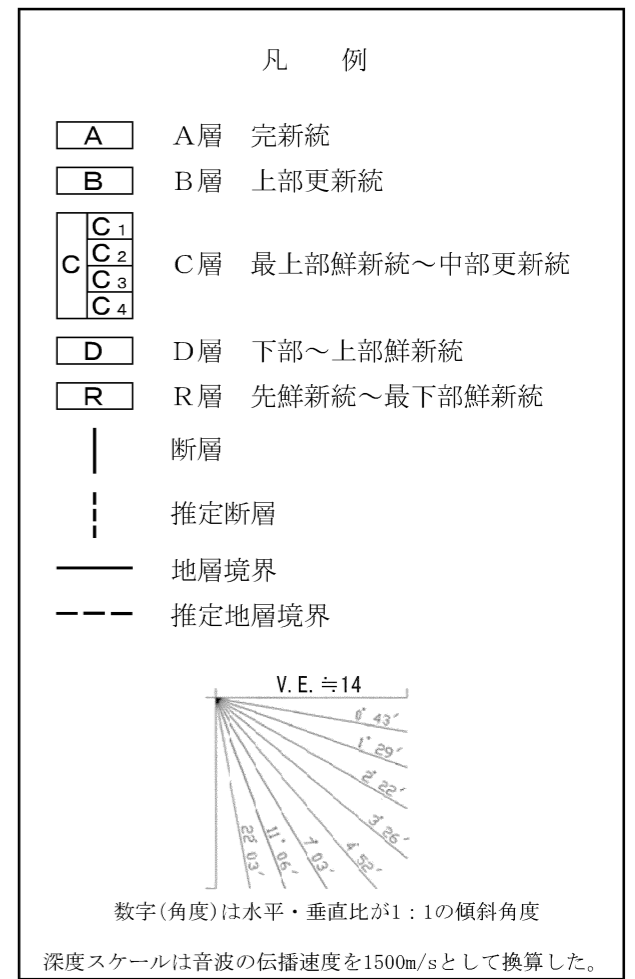 凡　例
A　A層　完新統
B　B層　上部更新統
C　C1　C2　C3　C4　C層　最上部鮮新統～中部更新統
D　D層　下部～上部鮮新統
R　R層　先鮮新統～最下部鮮新統
断層
推定断層
地層境界
推定地層境界
V.E.≒14
0°43′
1°29′
2°22′
3°26′
4°52′
7°03′
11°06′
22°03′
数字(角度)は水平・垂直比が1：1の傾斜角度
深度スケールは音波の伝播速度を1500m/sとして換算した。